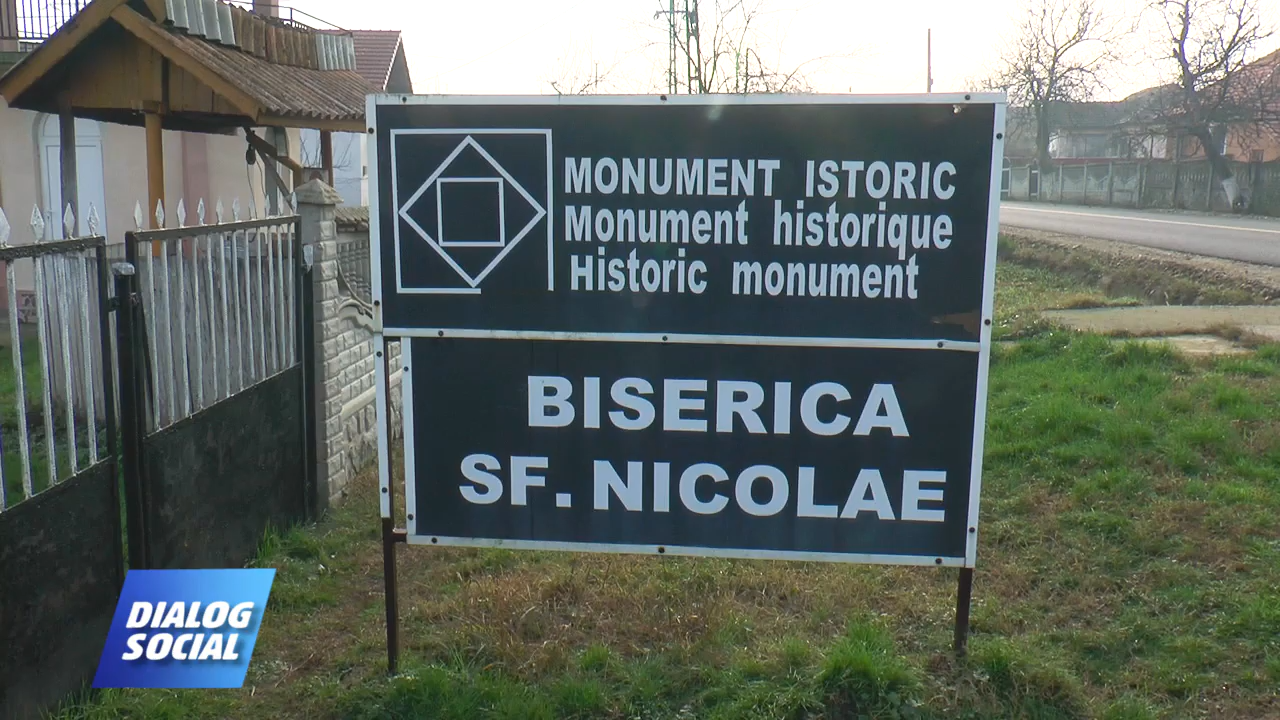 MONUMENT ISTORIC
Monument historique
Historic monument
BISERICA
SF. NICOLAE
DIALOG
SOCIAL